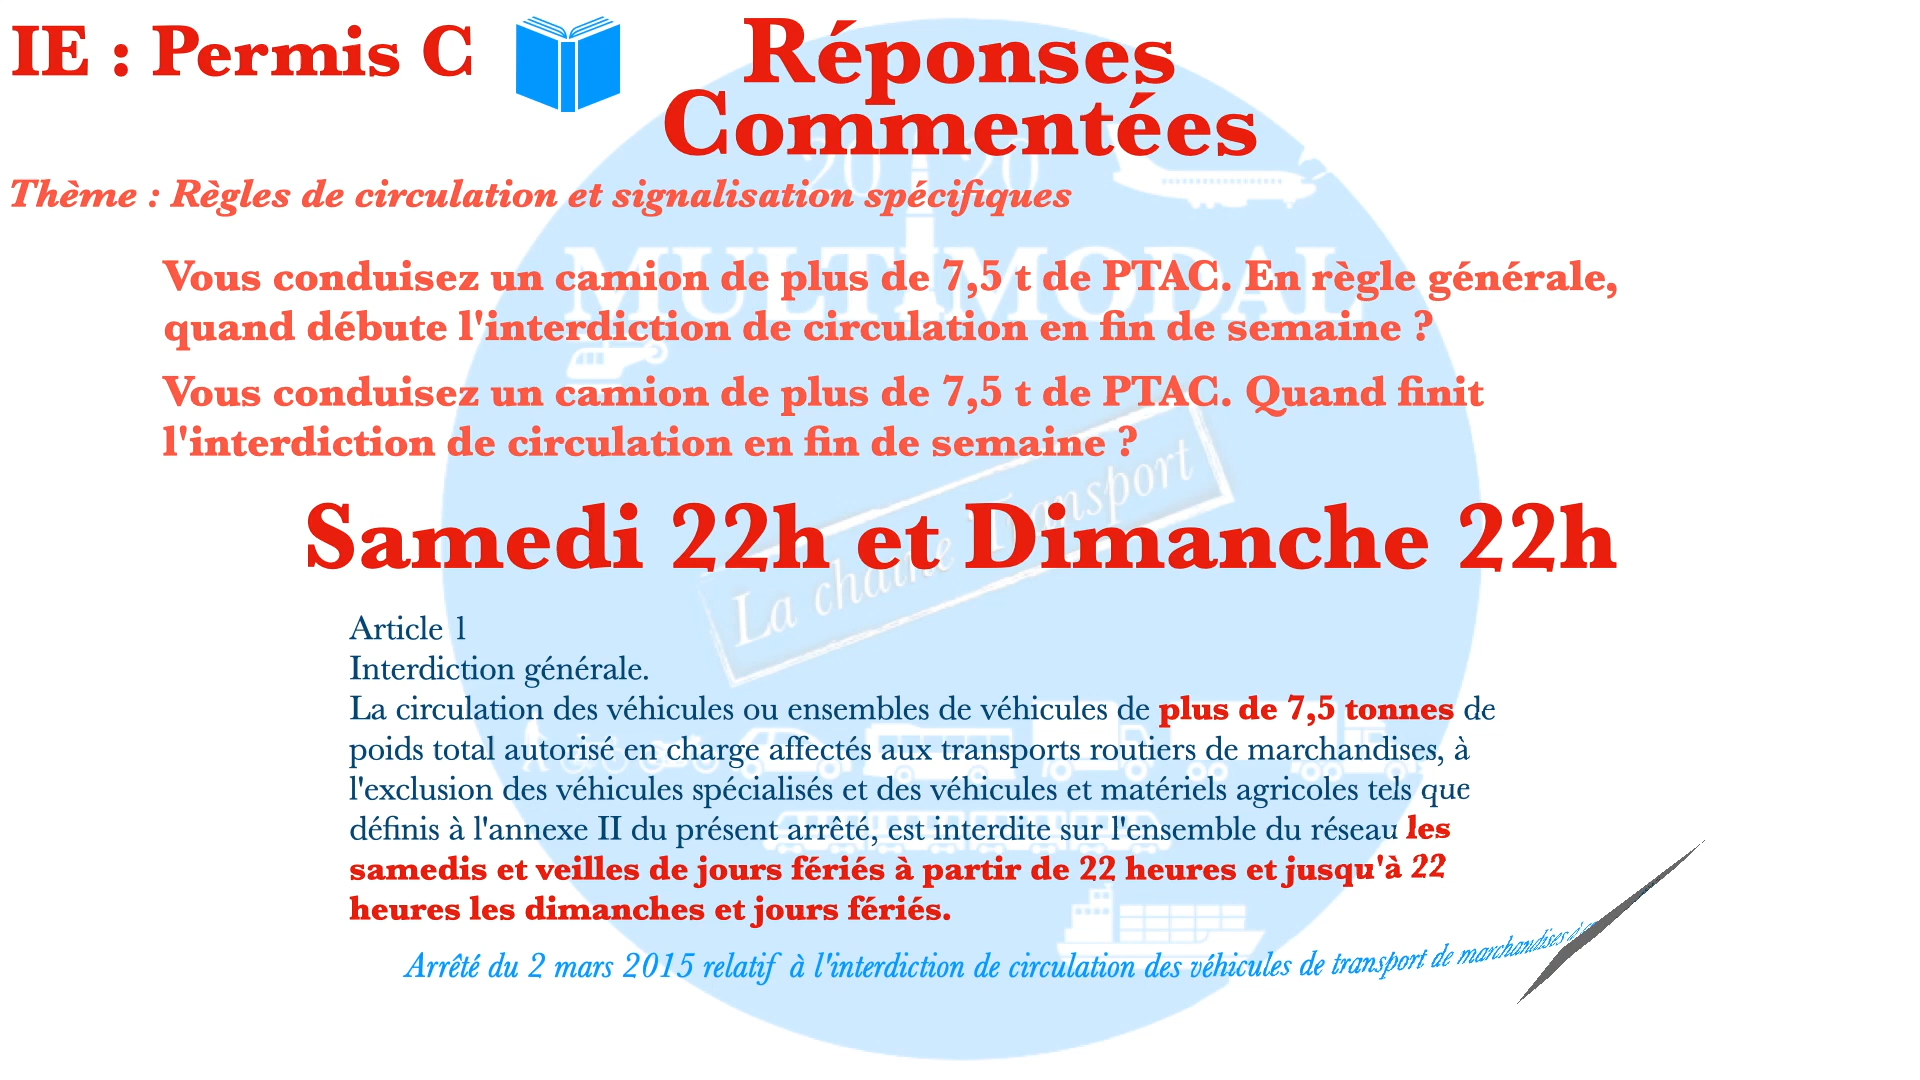 IE : Permis C
Réponses
Commentées
2020
Thème : Règles de circulation et signalisation spécifiques
MULTIMODAL
Vous conduisez un camion de plus de 7,5 t de PTAC. En règle générale,
quand débute l'interdiction de circulation en fin de semaine ?
Vous conduisez un camion de plus de 7,5 t de PTAC. Quand finit
l'interdiction de circulation en fin de semaine ?
La chaîne Transport
Samedi 22h et Dimanche 22h
Article 1
Interdiction générale.
La circulation des véhicules ou ensembles de véhicules de plus de 7,5 tonnes de
poids total autorisé en charge affectés aux transports routiers de marchandises, à
l'exclusion des véhicules spécialisés et des véhicules et matériels agricoles tels que
définis à l'annexe II du présent arrêté, est interdite sur l'ensemble du réseau les
samedis et veilles de jours fériés à partir de 22 heures et jusqu'à 22
heures les dimanches et jours fériés.
Arrêté du 2 mars 2015 relatif à l'interdiction de circulation des véhicules de transport de marchandises à